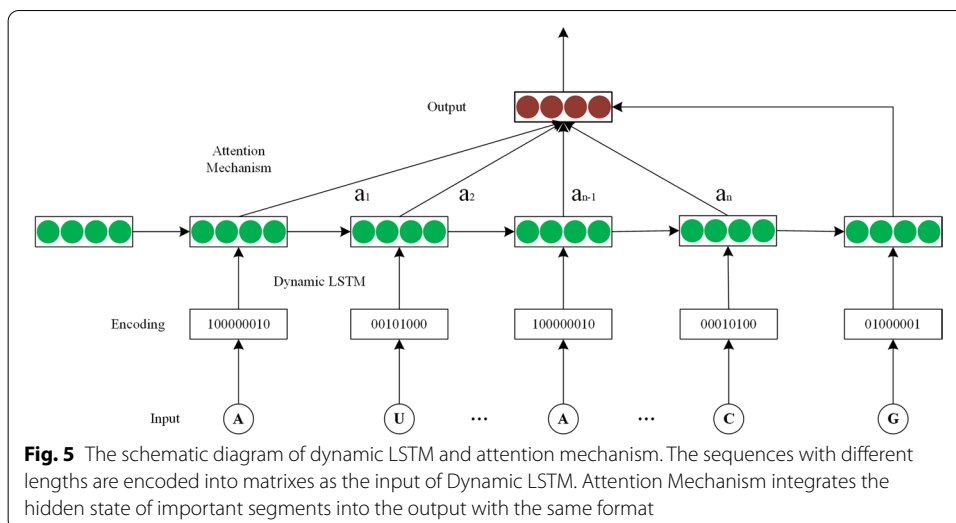 Output
Attention
Mechanism
a1 a2 an-1 an
Dynamic LSTM
Encoding 100000010 00101000 100000010 00010100 01000001
Input A U ... A ... C G
Fig. 5 The schematic diagram of dynamic LSTM and attention mechanism. The sequences with different
lengths are encoded into matrixes as the input of Dynamic LSTM. Attention Mechanism integrates the
hidden state of important segments into the output with the same format